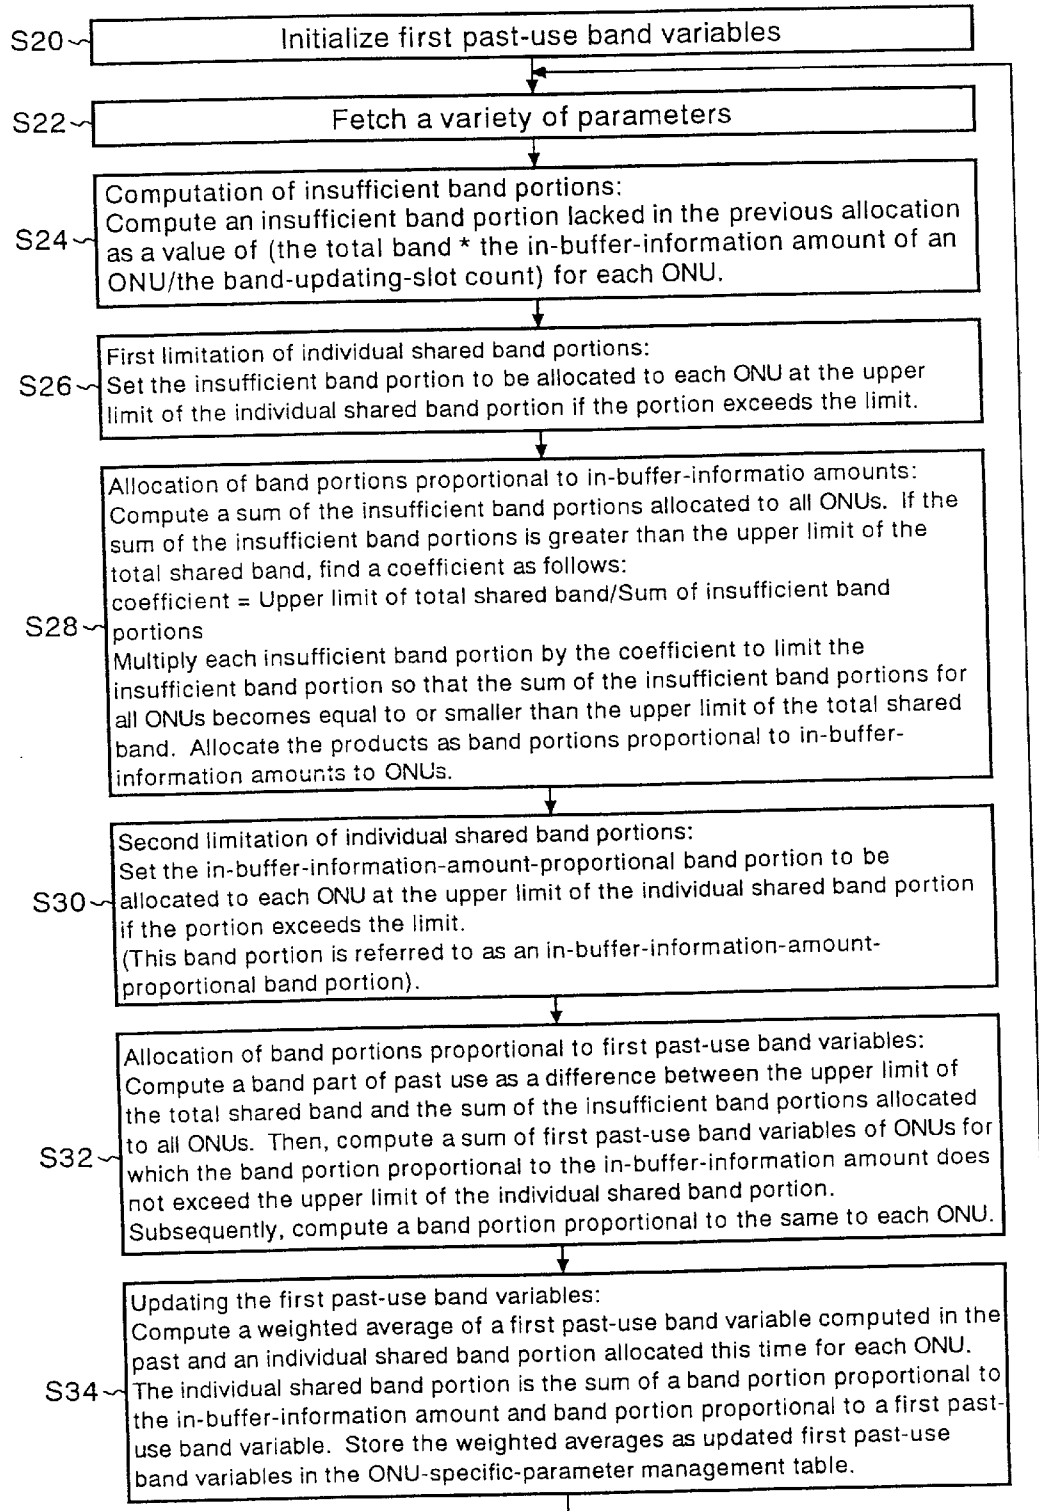 S20
Initialize first past-use band variables
S22
Fetch a variety of parameters
S24
Computation of insufficient band portions:
Compute an insufficient band portion lacked in the previous allocation
as a value of (the total band * the in-buffer-information amount of an
ONU/the band-updating-slot count) for each ONU.
S26
First limitation of individual shared band portions:
Set the insufficient band portion to be allocated to each ONU at the upper
limit of the individual shared band portion if the portion exceeds the limit.
S28
Allocation of band portions proportional to in-buffer-informatio amounts:
Compute a sum of the insufficient band portions allocated to all ONUs. If the
sum of the insufficient band portions is greater than the upper limit of the
total shared band, find a coefficient as follows:
coefficient = Upper limit of total shared band/Sum of insufficient band
portions
Multiply each insufficient band portion by the coefficient to limit the
insufficient band portion so that the sum of the insufficient band portions for
all ONUs becomes equal to or smaller than the upper limit of the total shared
band. Allocate the products as band portions proportional to in-buffer-
information amounts to ONUs.
S30
Second limitation of individual shared band portions:
Set the in-buffer-information-amount-proportional band portion to be
allocated to each ONU at the upper limit of the individual shared band portion
if the portion exceeds the limit.
(This band portion is referred to as an in-buffer-information-amount-
proportional band portion).
S32
Allocation of band portions proportional to first past-use band variables:
Compute a band part of past use as a difference between the upper limit of
the total shared band and the sum of the insufficient band portions allocated
to all ONUs. Then, compute a sum of first past-use band variables of ONUs for
which the band portion proportional to the in-buffer-information amount does
not exceed the upper limit of the individual shared band portion.
Subsequently, compute a band portion proportional to the same to each ONU.
S34
Updating the first past-use band variables:
Compute a weighted average of a first past-use band variable computed in the
past and an individual shared band portion allocated this time for each ONU.
The individual shared band portion is the sum of a band portion proportional to
the in-buffer-information amount and band portion proportional to a first past-
use band variable. Store the weighted averages as updated first past-use
band variables in the ONU-specific-parameter management table.